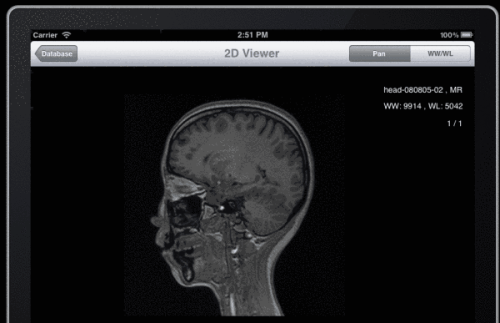 Carrier 2:51 PM 100%
Database 2D Viewer Pan WW/WL
head-080805-02 , MR
WW: 9914 , WL: 5042
1 / 1